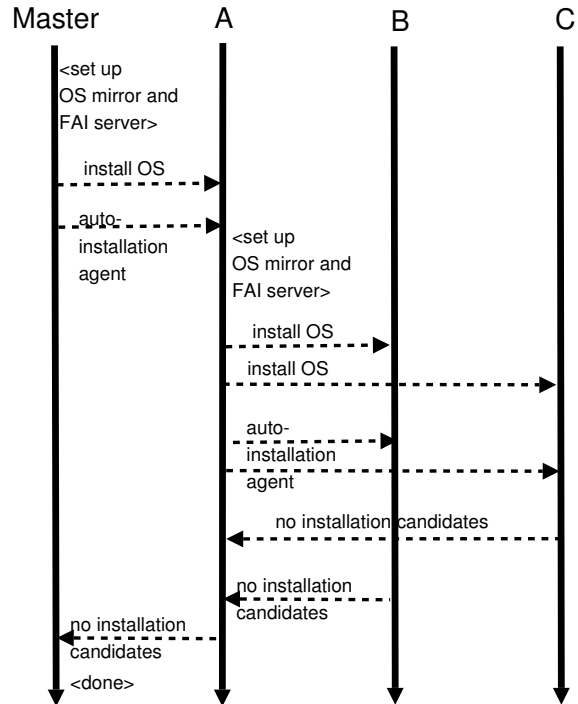 Master A B C
<set up
OS mirror and
FAI server>
install OS
auto-
installation
agent
<set up
OS mirror and
FAI server>
install OS
install OS
auto-
installation
agent
no installation candidates
no installation
candidates
no installation
candidates
<done>